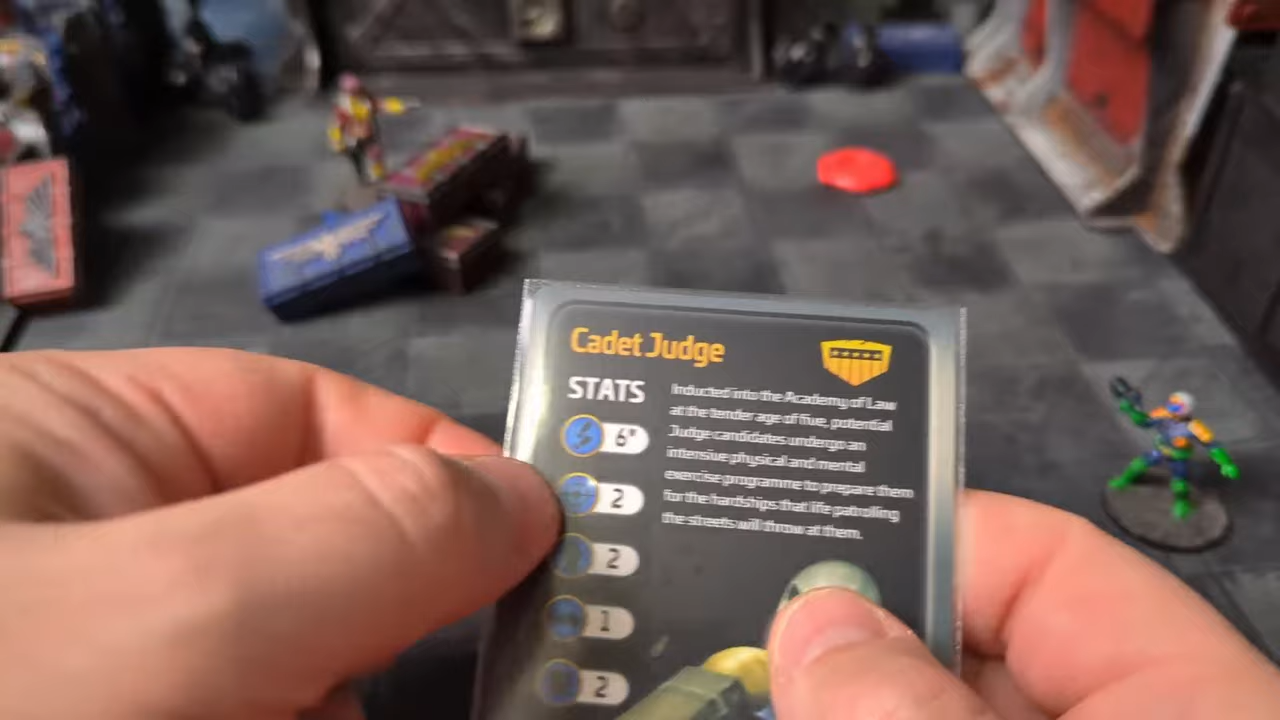 Cadet Judge
STATS
6"
2
2
1
2
Inducted into the Academy of Law
at the tender age of five, potential
Judge candidates undergo an
intensive physical and mental
exercise programme to prepare them
for the hardships that life patrolling
the streets will throw at them.